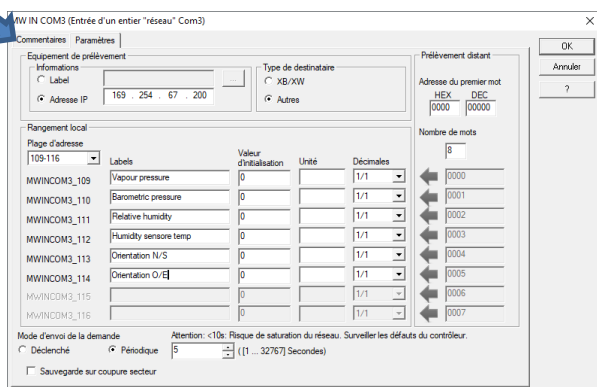 MW IN COM3 (Entrée d'un entier "réseau" Com3)
Commentaires Paramètres
OK
Annuler
?
Equipement de prélèvement
Informations
Label
...
Adresse IP 169 . 254 . 67 . 200
Type de destinataire
XB/XW
Autres
Prélèvement distant
Adresse du premier mot
HEX DEC
0000 00000
Nombre de mots
8
Rangement local
Plage d'adresse
109-116
Labels Valeur d'initialisation Unité Décimales
MWINCOM3_109 Vapour pressure 0 1/1 0000
MWINCOM3_110 Barometric pressure 0 1/1 0001
MWINCOM3_111 Relative humidity 0 1/1 0002
MWINCOM3_112 Humidity sensore temp 0 1/1 0003
MWINCOM3_113 Orientation N/S 0 1/1 0004
MWINCOM3_114 Orientation O/E 0 1/1 0005
MWINCOM3_115 0 1/1 0006
MWINCOM3_116 0 1/1 0007
Mode d'envoi de la demande Attention: <10s: Risque de saturation du réseau. Surveiller les défauts du contrôleur.
Déclenché Périodique 5 ([1 ... 32767] Secondes)
Sauvegarde sur coupure secteur